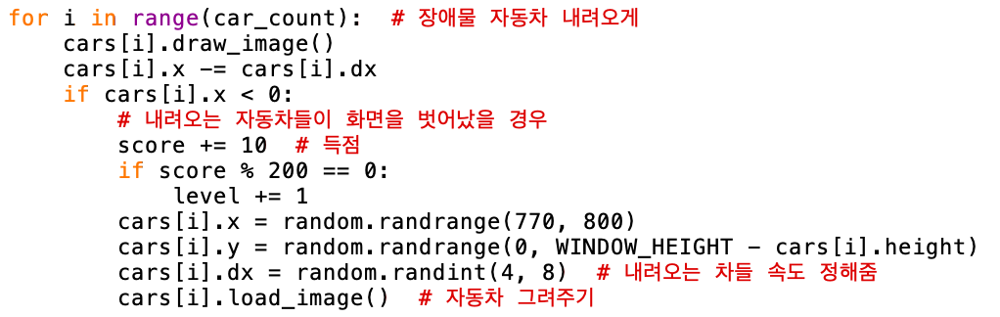 for i in range(car_count):  # 장애물 자동차 내려오게
    cars[i].draw_image()
    cars[i].x -= cars[i].dx
    if cars[i].x < 0:
        # 내려오는 자동차들이 화면을 벗어났을 경우
        score += 10  # 득점
        if score % 200 == 0:
            level += 1
        cars[i].x = random.randrange(770, 800)
        cars[i].y = random.randrange(0, WINDOW_HEIGHT - cars[i].height)
        cars[i].dx = random.randint(4, 8)  # 내려오는 차들 속도 정해줌
        cars[i].load_image()  # 자동차 그려주기